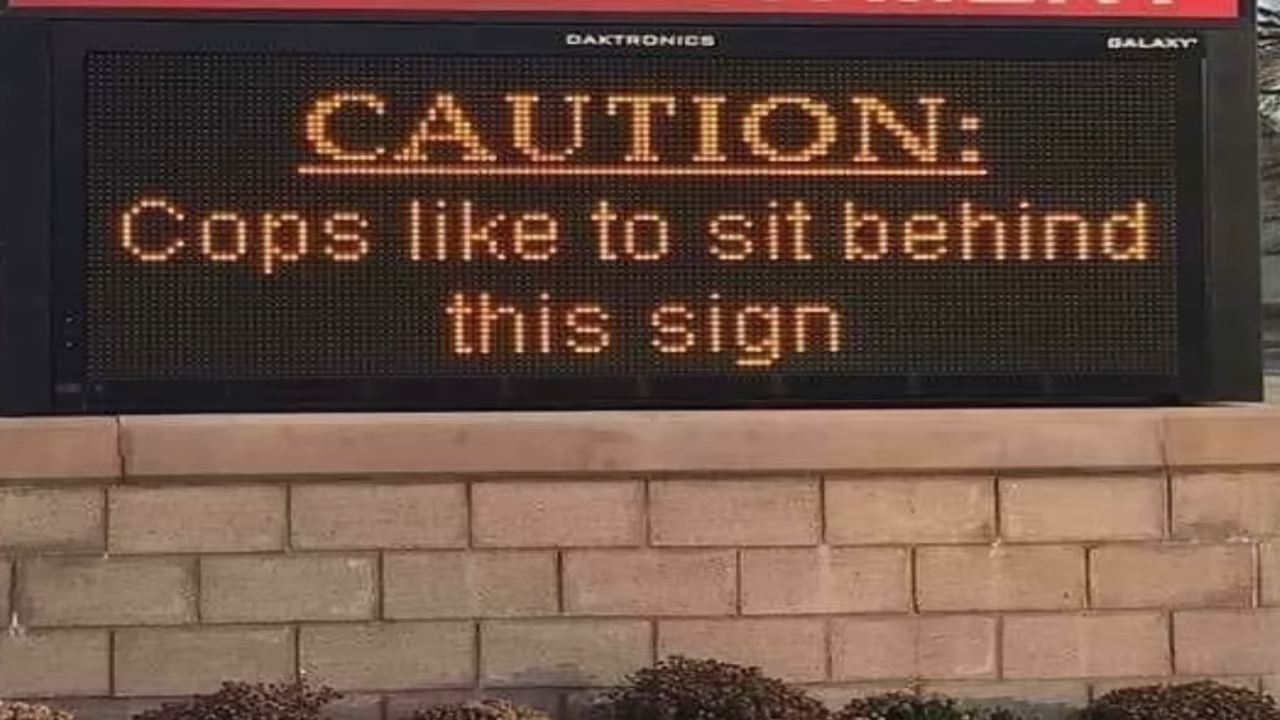 DAKTRONICS
GALAXY
CAUTION:
Cops like to sit behind
this sign